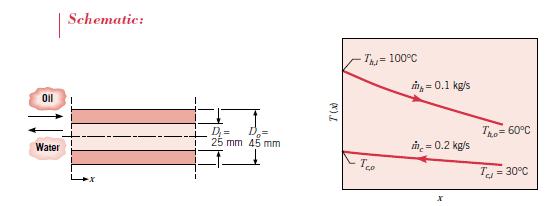 Schematic:
Oil
Water
D_i =
25 mm
D_o =
45 mm
x
T (x)
T_h,i = 100°C
ṁ_h = 0.1 kg/s
T_h,o = 60°C
ṁ_c = 0.2 kg/s
T_c,o
T_c,i = 30°C
x